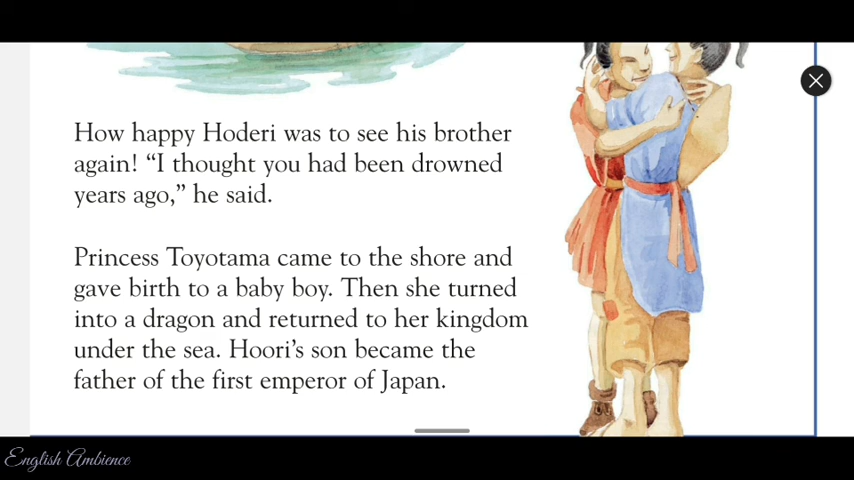 How happy Hoderi was to see his brother
again! “I thought you had been drowned
years ago,” he said.
Princess Toyotama came to the shore and
gave birth to a baby boy. Then she turned
into a dragon and returned to her kingdom
under the sea. Hoori’s son became the
father of the first emperor of Japan.
English Ambience